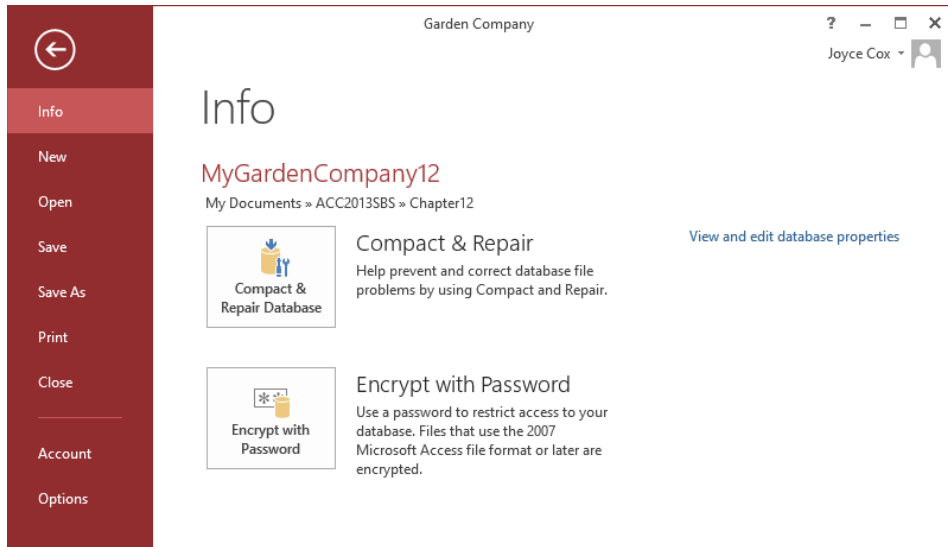 Garden Company
?
Joyce Cox
Info
New
Open
Save
Save As
Print
Close
Account
Options
Info
MyGardenCompany12
My Documents » ACC2013SBS » Chapter12
Compact &
Repair Database
Compact & Repair
Help prevent and correct database file
problems by using Compact and Repair.
View and edit database properties
**
Encrypt with
Password
Encrypt with Password
Use a password to restrict access to your
database. Files that use the 2007
Microsoft Access file format or later are
encrypted.